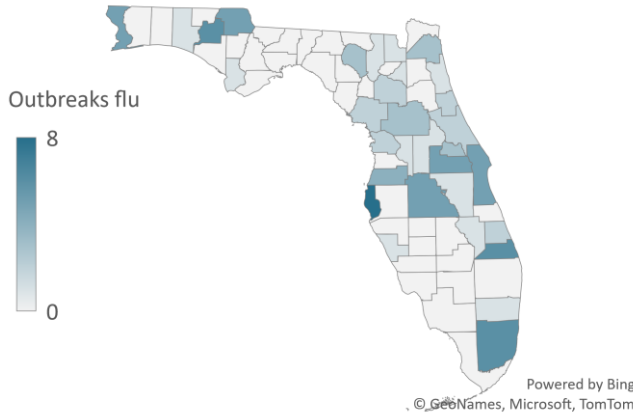 Outbreaks flu
8
0
Powered by Bing
© GeoNames, Microsoft, TomTom